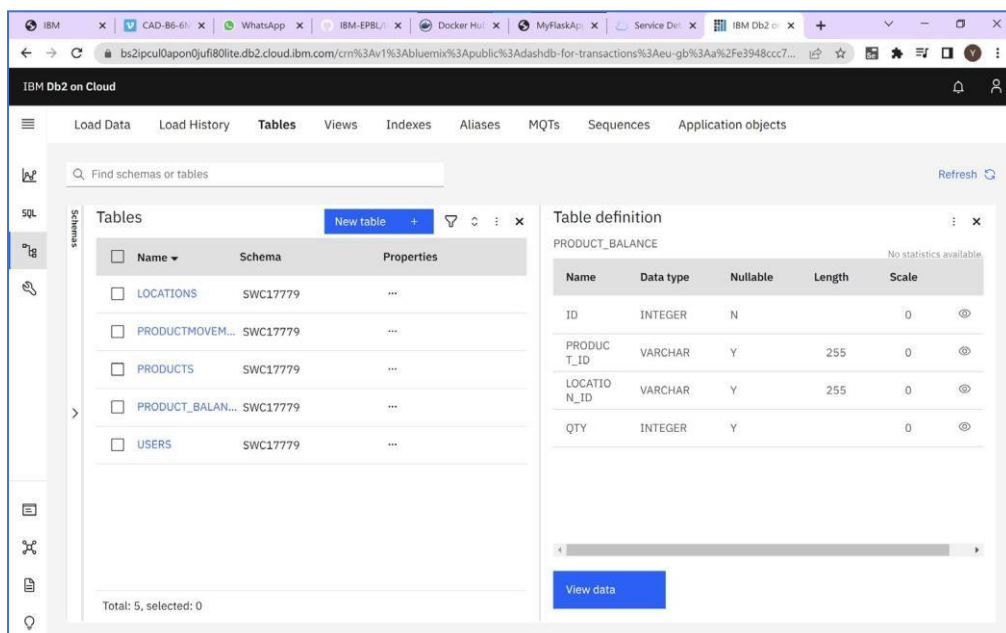 IBM
CAD-B6-6
WhatsApp
IBM-EPBL/
Docker Hu
MyFlaskAp
Service Det
IBM Db2 o
bs2ipcul0apon0jufi80lite.db2.cloud.ibm.com/crn%3Av1%3Abluemix%3Apublic%3Adashdb-for-transactions%3Aeu-gb%3Aa%2Fe3948ccc7...
Y
IBM Db2 on Cloud
Load Data Load History Tables Views Indexes Aliases MQTs Sequences Application objects
Find schemas or tables
Refresh
SQL
Schemas
Tables
New table +
Name Schema Properties
LOCATIONS SWC17779 ...
PRODUCTMOVEM... SWC17779 ...
PRODUCTS SWC17779 ...
PRODUCT_BALAN... SWC17779 ...
USERS SWC17779 ...
Total: 5, selected: 0
Table definition
PRODUCT_BALANCE
No statistics available.
Name Data type Nullable Length Scale
ID INTEGER N 0
PRODUC
T_ID VARCHAR Y 255 0
LOCATIO
N_ID VARCHAR Y 255 0
QTY INTEGER Y 0
View data